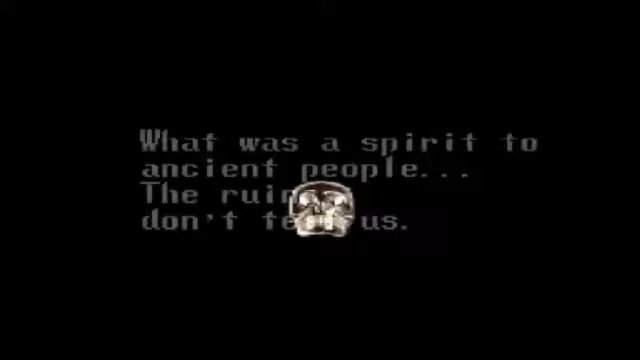 What was a spirit to
ancient people...
The
don't us.